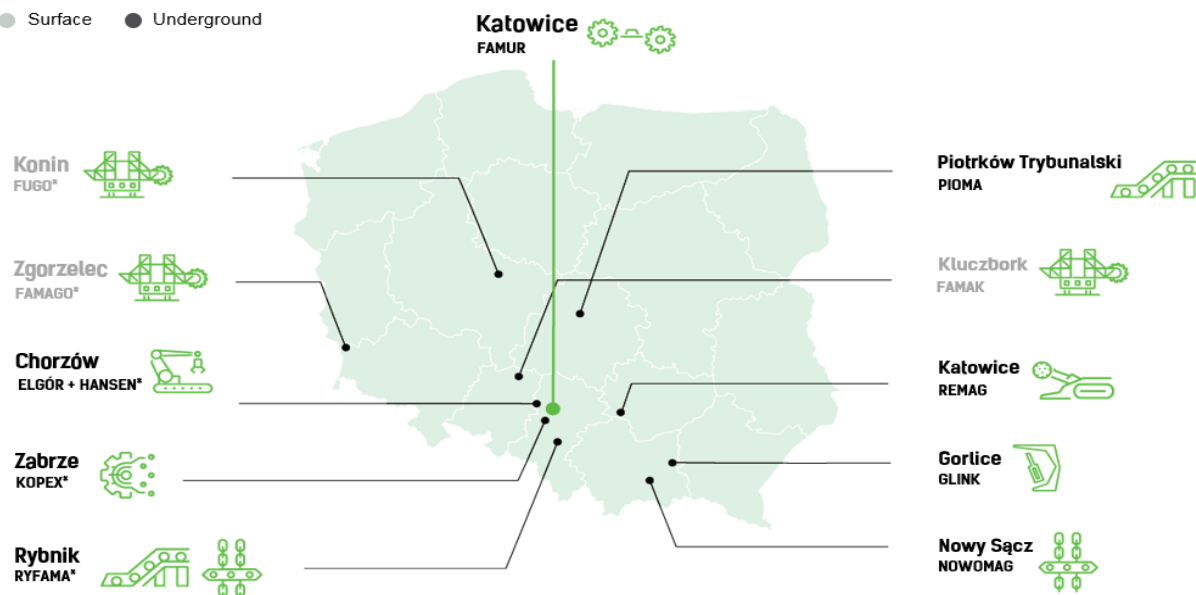 Surface Underground
Katowice
FAMUR
Konin
FUGO*
Zgorzelec
FAMAGO*
Chorzów
ELGÓR + HANSEN*
Zabrze
KOPEX*
Rybnik
RYFAMA*
Piotrków Trybunalski
PIOMA
Kluczbork
FAMAK
Katowice
REMAG
Gorlice
GLINK
Nowy Sącz
NOWOMAG